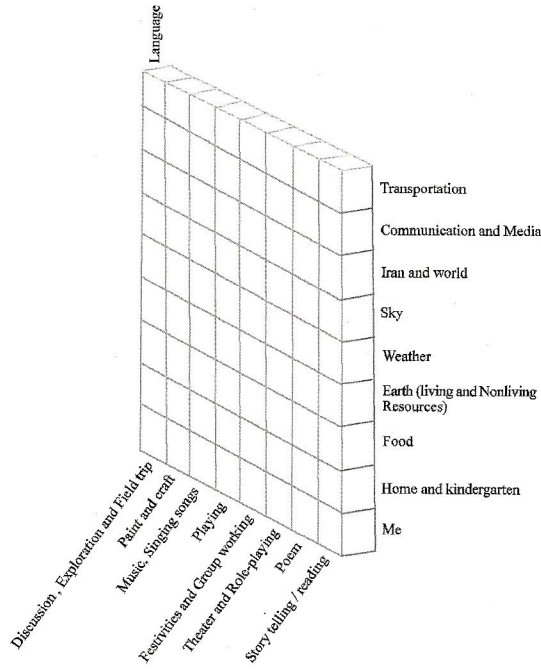 Language
Transportation
Communication and Media
Iran and world
Sky
Weather
Earth (living and Nonliving
Resources)
Food
Home and kindergarten
Me
Discussion , Exploration and Field trip
Paint and craft
Music, Singing songs
Playing
Festivities and Group working
Theater and Role-playing
Poem
Story telling / reading